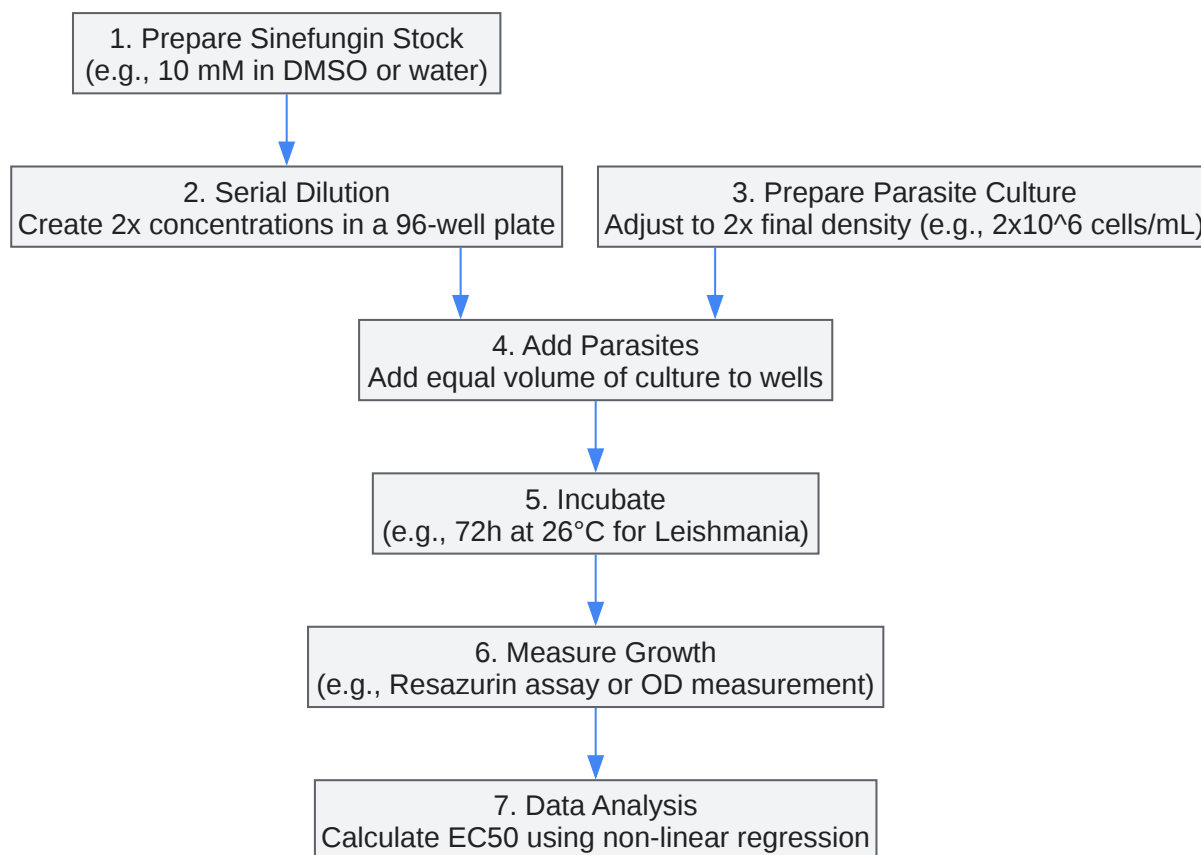 1. Prepare Sinefungin Stock
(e.g., 10 mM in DMSO or water)
2. Serial Dilution
Create 2x concentrations in a 96-well plate
3. Prepare Parasite Culture
Adjust to 2x final density (e.g., 2x10^6 cells/mL)
4. Add Parasites
Add equal volume of culture to wells
5. Incubate
(e.g., 72h at 26°C for Leishmania)
6. Measure Growth
(e.g., Resazurin assay or OD measurement)
7. Data Analysis
Calculate EC50 using non-linear regression